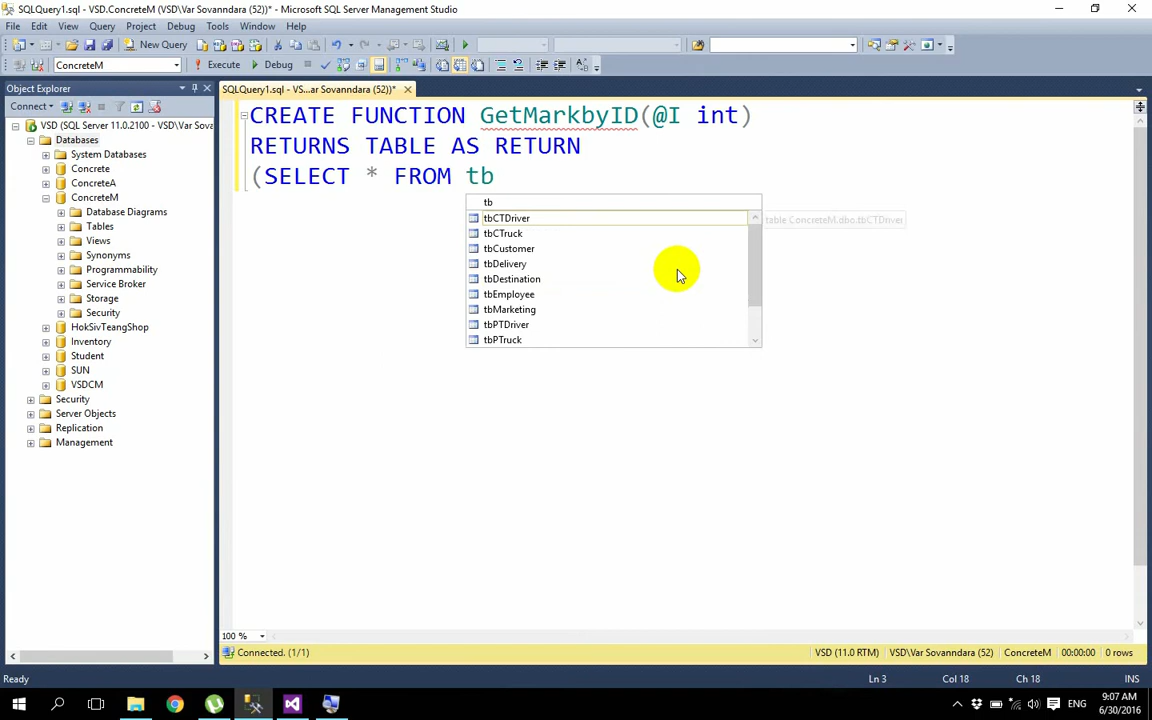 SQLQuery1.sql - VSD.ConcreteM (VSD\Var Sovanndara (52))* - Microsoft SQL Server Management Studio
File Edit View Query Project Debug Tools Window Help
New Query
ConcreteM Execute Debug
Object Explorer
SQLQuery1.sql - VS...ar Sovanndara (52))*
Connect
VSD (SQL Server 11.0.2100 - VSD\Var Sova
Databases
System Databases
Concrete
ConcreteA
ConcreteM
Database Diagrams
Tables
Views
Synonyms
Programmability
Service Broker
Storage
Security
HokSivTeangShop
Inventory
Student
SUN
VSDCM
Security
Server Objects
Replication
Management
CREATE FUNCTION GetMarkbyID(@I int)
RETURNS TABLE AS RETURN
(SELECT * FROM tb
tb
tbCTDriver
tbCTruck
tbCustomer
tbDelivery
tbDestination
tbEmployee
tbMarketing
tbPTDriver
tbPTruck
table ConcreteM.dbo.tbCTDriver
100 %
Connected. (1/1)
VSD (11.0 RTM) VSD\Var Sovanndara (52) ConcreteM 00:00:00 0 rows
Ready
Ln 3 Col 18 Ch 18 INS
ENG
9:07 AM
6/30/2016